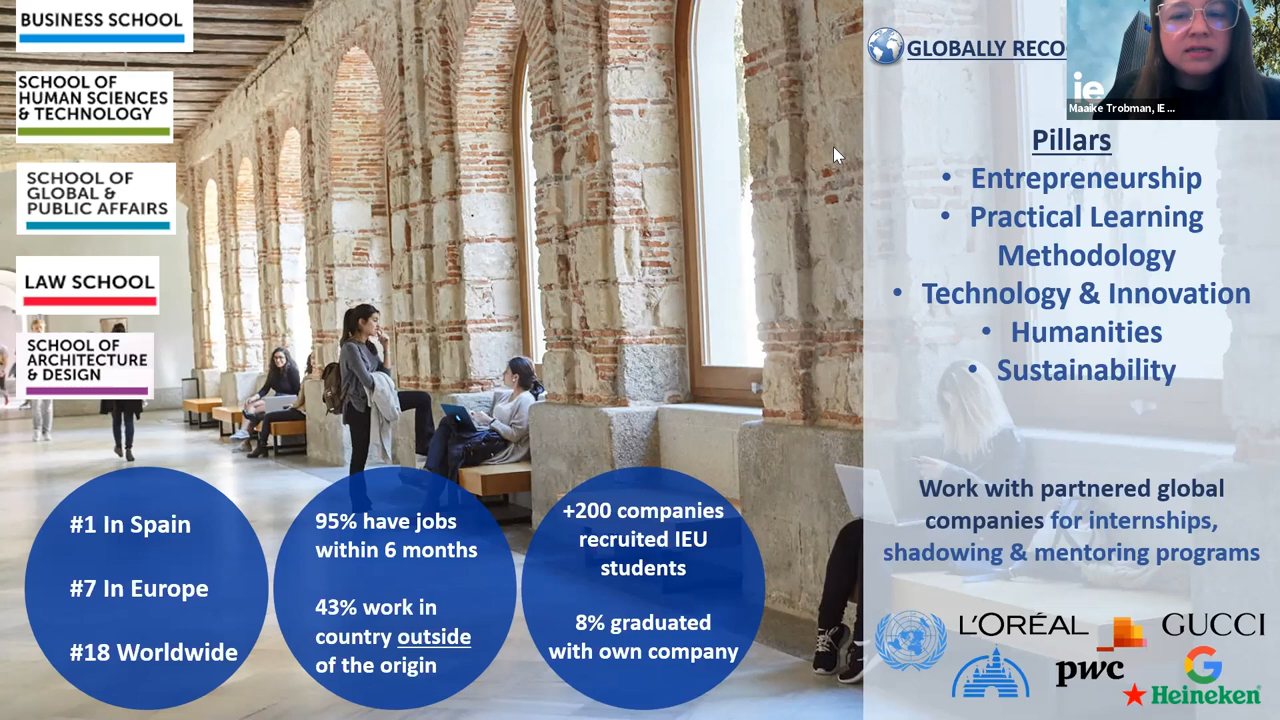 BUSINESS SCHOOL
SCHOOL OF
HUMAN SCIENCES
& TECHNOLOGY
SCHOOL OF
GLOBAL &
PUBLIC AFFAIRS
LAW SCHOOL
SCHOOL OF
ARCHITECTURE
& DESIGN
#1 In Spain
#7 In Europe
#18 Worldwide
95% have jobs
within 6 months
43% work in
country outside
of the origin
+200 companies
recruited IEU
students
8% graduated
with own company
GLOBALLY RECO
ie
Maaike Trobman, IE ...
Pillars
• Entrepreneurship
• Practical Learning
Methodology
• Technology & Innovation
• Humanities
• Sustainability
Work with partnered global
companies for internships,
shadowing & mentoring programs
L'ORÉAL
GUCCI
pwc
G
Heineken